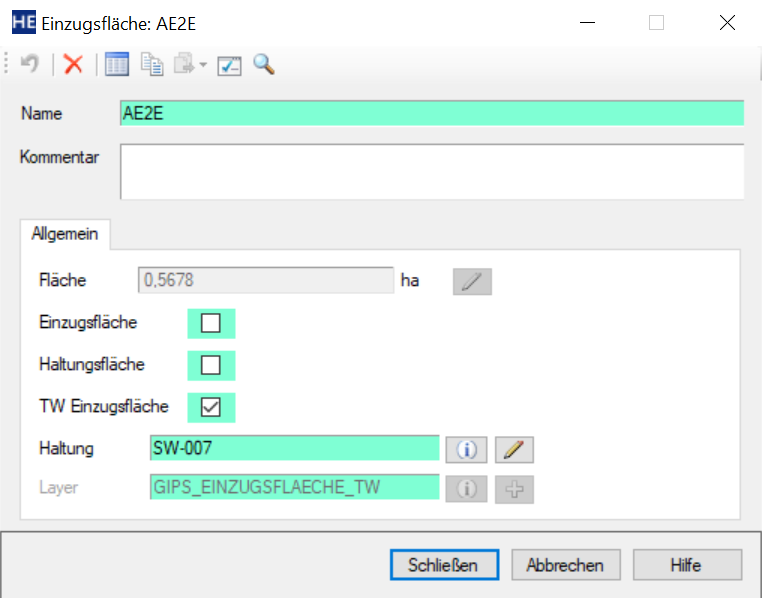 HE Einzugsfläche: AE2E
Name AE2E
Kommentar
Allgemein
Fläche 0,5678 ha
Einzugsfläche
Haltungsfläche
TW Einzugsfläche
Haltung SW-007
Layer GIPS_EINZUGSFLAECHE_TW
Schließen Abbrechen Hilfe